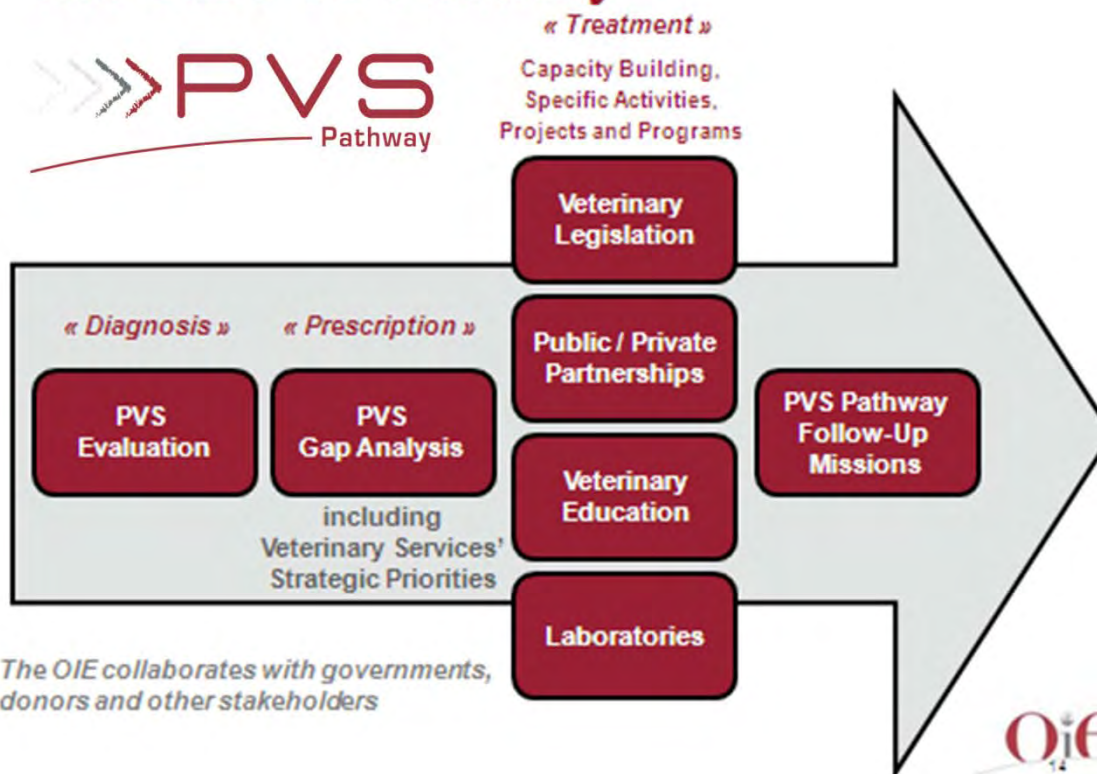 « Treatment »
PVS
Pathway
Capacity Building,
Specific Activities,
Projects and Programs
Veterinary
Legislation
« Diagnosis »
« Prescription »
Public / Private
Partnerships
PVS
Evaluation
PVS
Gap Analysis
PVS Pathway
Follow-Up
Missions
Veterinary
Education
including
Veterinary Services'
Strategic Priorities
Laboratories
The OIE collaborates with governments,
donors and other stakeholders
OiE
14